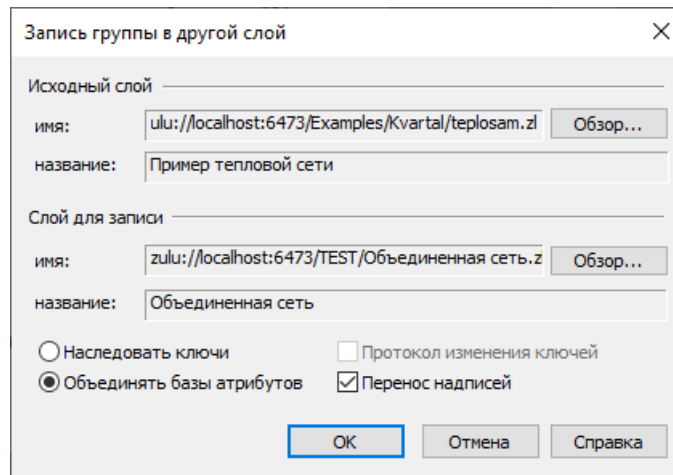 Запись группы в другой слой
Исходный слой
имя: ulu://localhost:6473/Examples/Kvartal/teplosam.zl Обзор...
название: Пример тепловой сети
Слой для записи
имя: zulu://localhost:6473/TEST/Объединенная сеть.z Обзор...
название: Объединенная сеть
Наследовать ключи Протокол изменения ключей
Объединять базы атрибутов Перенос надписей
ОК Отмена Справка